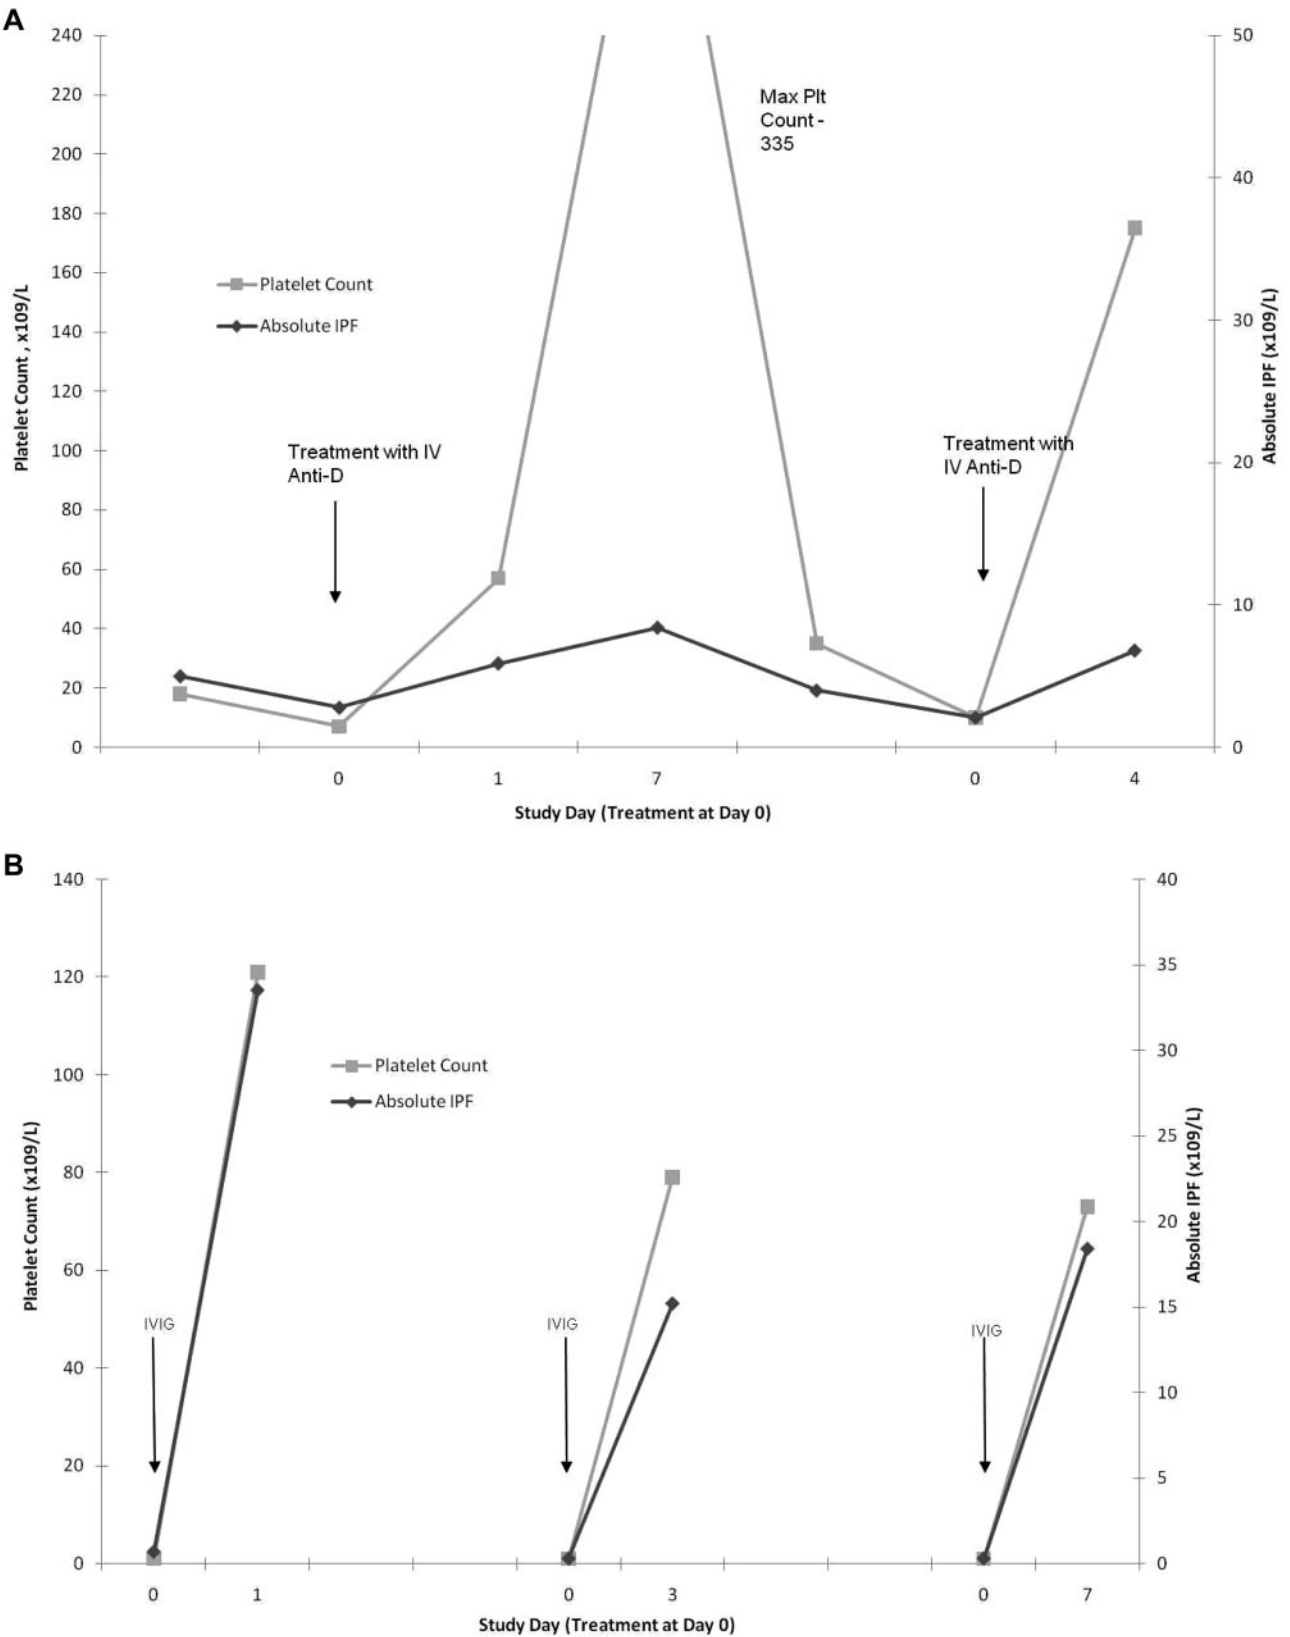 A
240
220
200
180
160
140
120
100
80
60
40
20
0
50
40
30
20
10
0
Platelet Count , x109/L
Absolute IPF (x109/L)
Max Plt
Count -
335
Platelet Count
Absolute IPF
Treatment with IV
Anti-D
Treatment with
IV Anti-D
0 1 7 0 4
Study Day (Treatment at Day 0)
B
140
120
100
80
60
40
20
0
40
35
30
25
20
15
10
5
0
Platelet Count (x109/L)
Absolute IPF (x109/L)
Platelet Count
Absolute IPF
IVIG
IVIG
IVIG
0 1 0 3 0 7
Study Day (Treatment at Day 0)